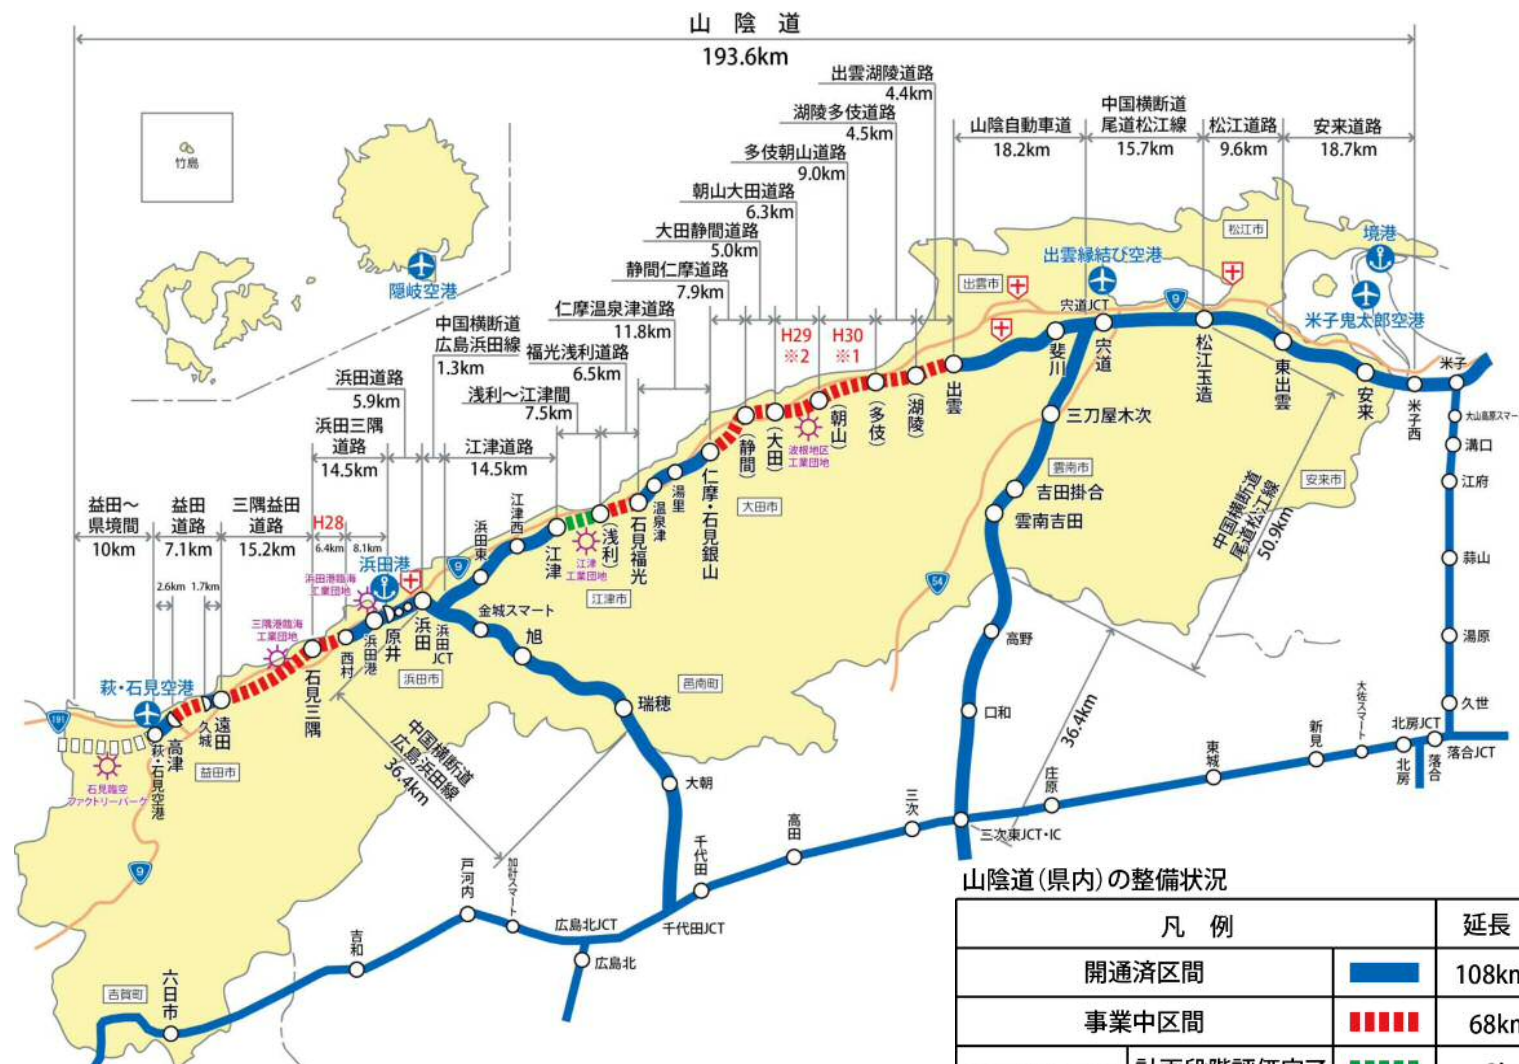 山 陰 道
193.6km
出雲湖陵道路
4.4km
湖陵多伎道路
4.5km
多伎朝山道路
9.0km
朝山大田道路
6.3km
大田静間道路
5.0km
静間仁摩道路
7.9km
仁摩温泉津道路
11.8km
福光浅利道路
6.5km
浅利～江津間
7.5km
中国横断道
広島浜田線
1.3km
江津道路
14.5km
浜田道路
5.9km
浜田三隅
道路
14.5km
三隅益田
道路
15.2km
益田
道路
7.1km
益田～
県境間
10km
山陰自動車道
18.2km
中国横断道
尾道松江線
15.7km
松江道路
9.6km
安来道路
18.7km
竹島
隠岐空港
H29
※2
H30
※1
H28
6.4km
8.1km
2.6km
1.7km
出雲縁結び空港
境港
米子鬼太郎空港
松江市
出雲市
9
宍道JCT
斐川
宍道
松江玉造
東出雲
安来
米子西
米子
大山高原スマート
溝口
江府
蒜山
湯原
久世
落合JCT
落合
北房JCT
北房
大佐スマート
新見
東城
庄原
三次東JCT・IC
三次
高田
千代田
千代田JCT
広島北JCT
広島北
加計スマート
戸河内
吉和
六日市
吉賀町
出雲
(湖陵)
(多伎)
(朝山)
(大田)
(静間)
波根地区
工業団地
仁摩・石見銀山
湯里
温泉津
石見福光
(浅利)
江津
江津
工業団地
江津西
浜田東
9
浜田港
浜田港臨海
工業団地
浜田
浜田JCT
原井
浜田港
西村
石見三隅
三隅港臨海
工業団地
遠田
久城
高津
萩・石見空港
萩・石見空港
石見臨空
ファクトリーパーク
191
9
益田市
浜田市
江津市
大田市
邑南町
雲南市
安来市
金城スマート
旭
瑞穂
大朝
中国横断道
広島浜田線
36.4km
三刀屋木次
吉田掛合
雲南吉田
54
高野
口和
36.4km
中国横断道
尾道松江線
50.9km
山陰道（県内）の整備状況
凡 例
延長
開通済区間
108km
事業中区間
68km
計画段階評価完了